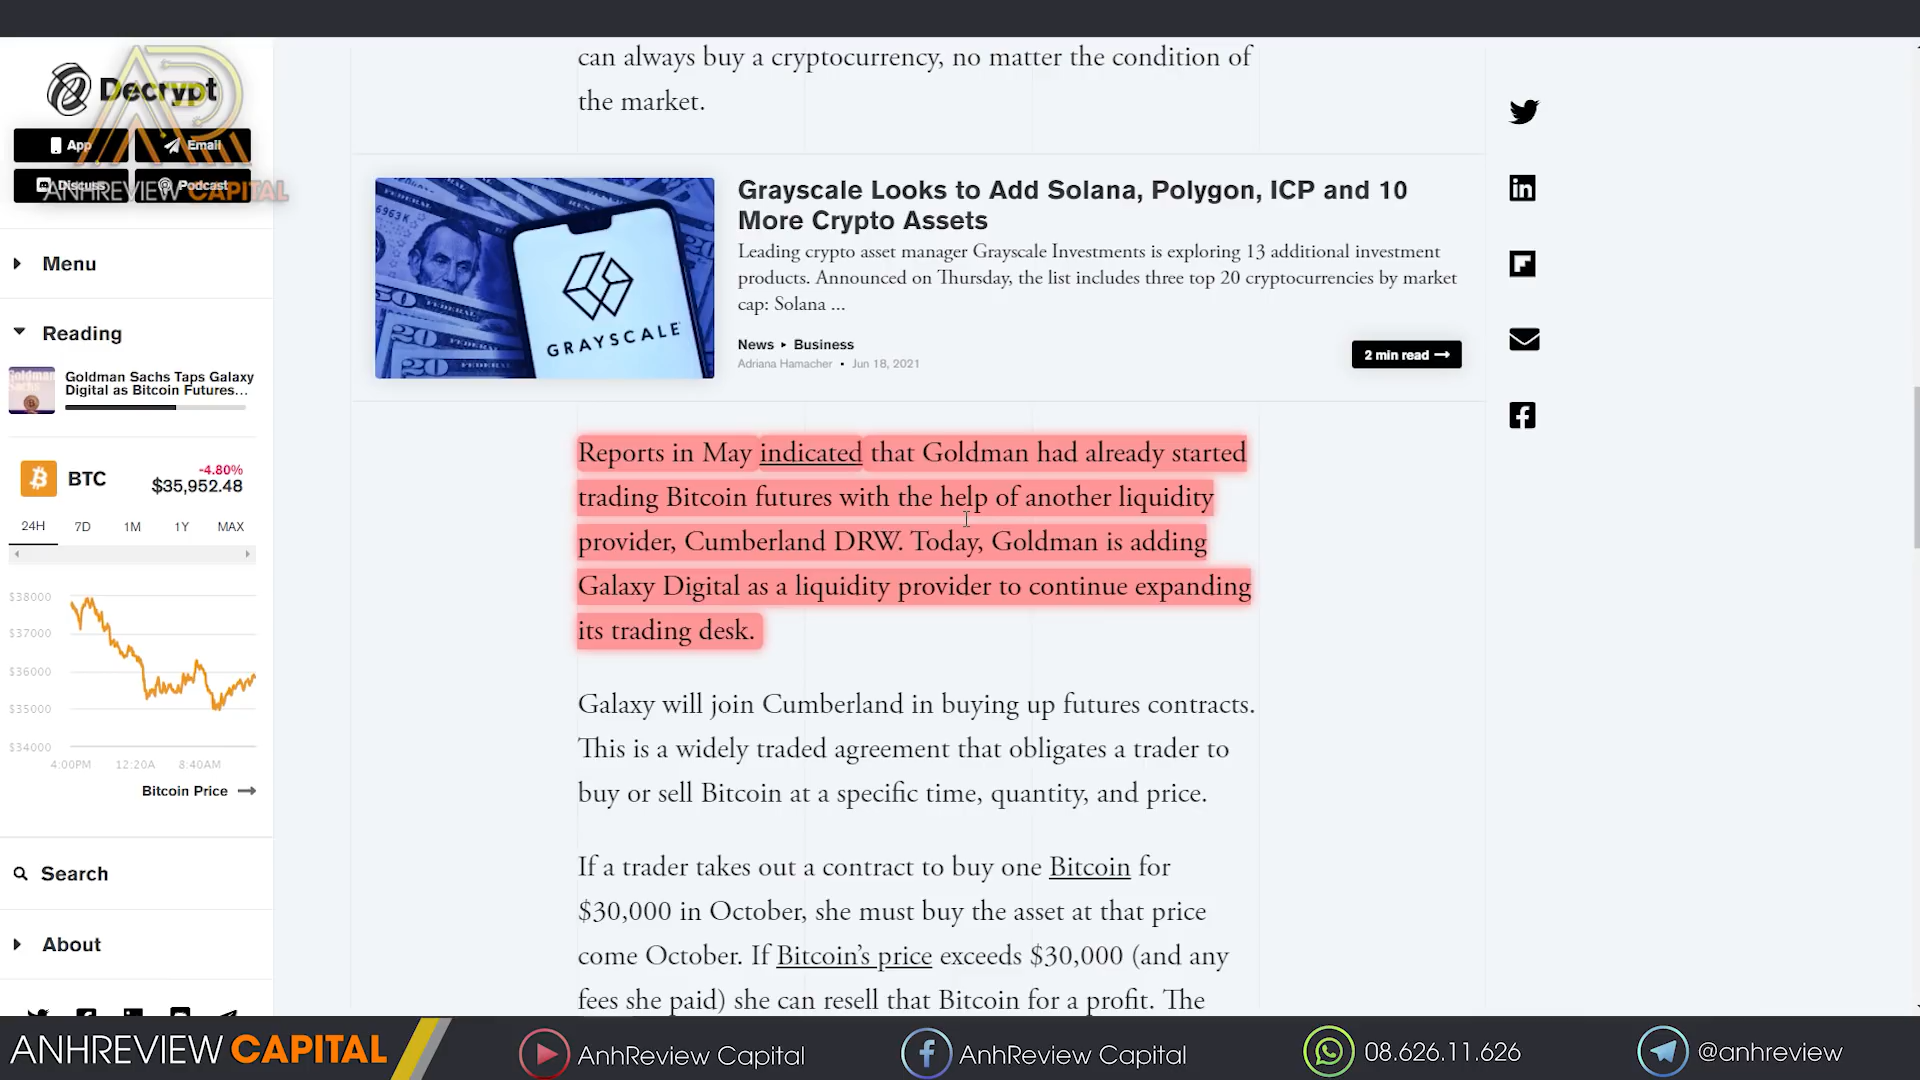 can always buy a cryptocurrency, no matter the condition of
the market.
Decrypt
App
Email
Discuss
Podcast
ANHREVIEW CAPITAL
Menu
Reading
Goldman Sachs Taps Galaxy
Digital as Bitcoin Futures...
BTC
-4.80%
$35,952.48
24H 7D 1M 1Y MAX
$38000
$37000
$36000
$35000
$34000
4:00PM 12:20A 8:40AM
Bitcoin Price →
Search
About
GRAYSCALE
Grayscale Looks to Add Solana, Polygon, ICP and 10
More Crypto Assets
Leading crypto asset manager Grayscale Investments is exploring 13 additional investment
products. Announced on Thursday, the list includes three top 20 cryptocurrencies by market
cap: Solana ...
News ▸ Business
Adriana Hamacher • Jun 18, 2021
2 min read →
Reports in May indicated that Goldman had already started
trading Bitcoin futures with the help of another liquidity
provider, Cumberland DRW. Today, Goldman is adding
Galaxy Digital as a liquidity provider to continue expanding
its trading desk.
Galaxy will join Cumberland in buying up futures contracts.
This is a widely traded agreement that obligates a trader to
buy or sell Bitcoin at a specific time, quantity, and price.
If a trader takes out a contract to buy one Bitcoin for
$30,000 in October, she must buy the asset at that price
come October. If Bitcoin's price exceeds $30,000 (and any
fees she paid) she can resell that Bitcoin for a profit. The
ANHREVIEW CAPITAL
AnhReview Capital
AnhReview Capital
08.626.11.626
@anhreview